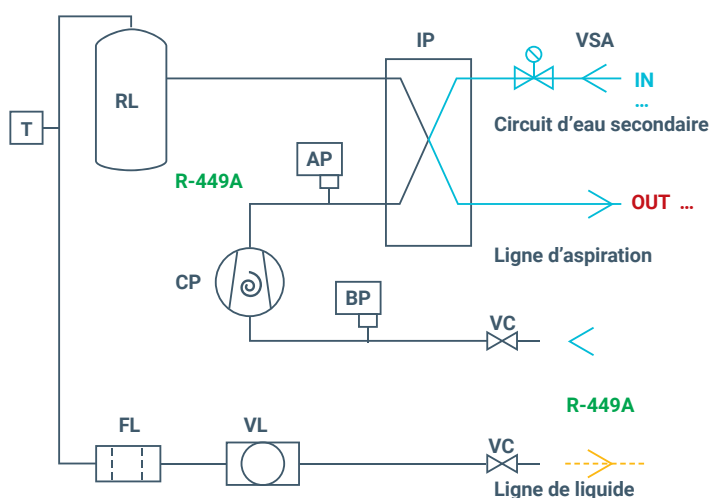 IP
VSA
RL
IN
...
T
Circuit d'eau secondaire
AP
R-449A
OUT ...
Ligne d'aspiration
CP
BP
VC
R-449A
FL
VL
VC
Ligne de liquide